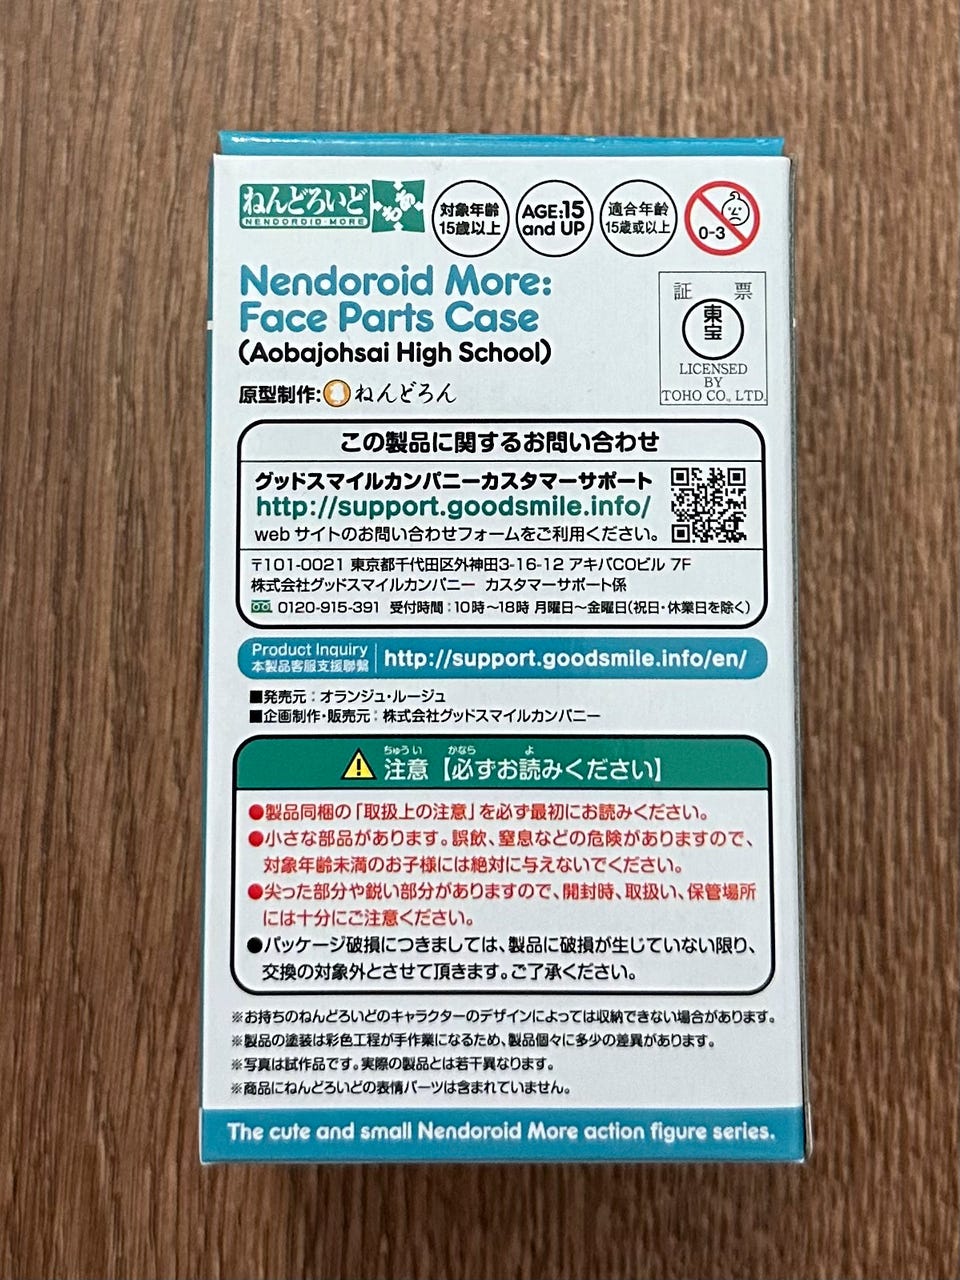 ねんどろいど
NENDOROID·MORE
もあ
対象年齢
15歳以上
AGE:15
and UP
適合年齢
15歳或以上
0-3
Nendoroid More:
Face Parts Case
(Aobajohsai High School)
原型制作:ねんどろん
証票
東宝
LICENSED
BY
TOHO CO., LTD.
この製品に関するお問い合わせ
グッドスマイルカンパニーカスタマーサポート
http://support.goodsmile.info/
webサイトのお問い合わせフォームをご利用ください。
〒101-0021 東京都千代田区外神田3-16-12 アキバCOビル 7F
株式会社グッドスマイルカンパニー カスタマーサポート係
0120-915-391 受付時間：10時〜18時 月曜日〜金曜日(祝日・休業日を除く)
Product Inquiry
本製品客服支援聯繫
http://support.goodsmile.info/en/
■発売元：オランジュ・ルージュ
■企画制作・販売元：株式会社グッドスマイルカンパニー
ちゅうい かなら よ
注意【必ずお読みください】
●製品同梱の「取扱上の注意」を必ず最初にお読みください。
●小さな部品があります。誤飲、窒息などの危険がありますので、
対象年齢未満のお子様には絶対に与えないでください。
●尖った部分や鋭い部分がありますので、開封時、取扱い、保管場所
には十分にご注意ください。
●パッケージ破損につきましては、製品に破損が生じていない限り、
交換の対象外とさせて頂きます。ご了承ください。
※お持ちのねんどろいどのキャラクターのデザインによっては収納できない場合があります。
※製品の塗装は彩色工程が手作業になるため、製品個々に多少の差異があります。
※写真は試作品です。実際の製品とは若干異なります。
※商品にねんどろいどの表情パーツは含まれていません。
The cute and small Nendoroid More action figure series.